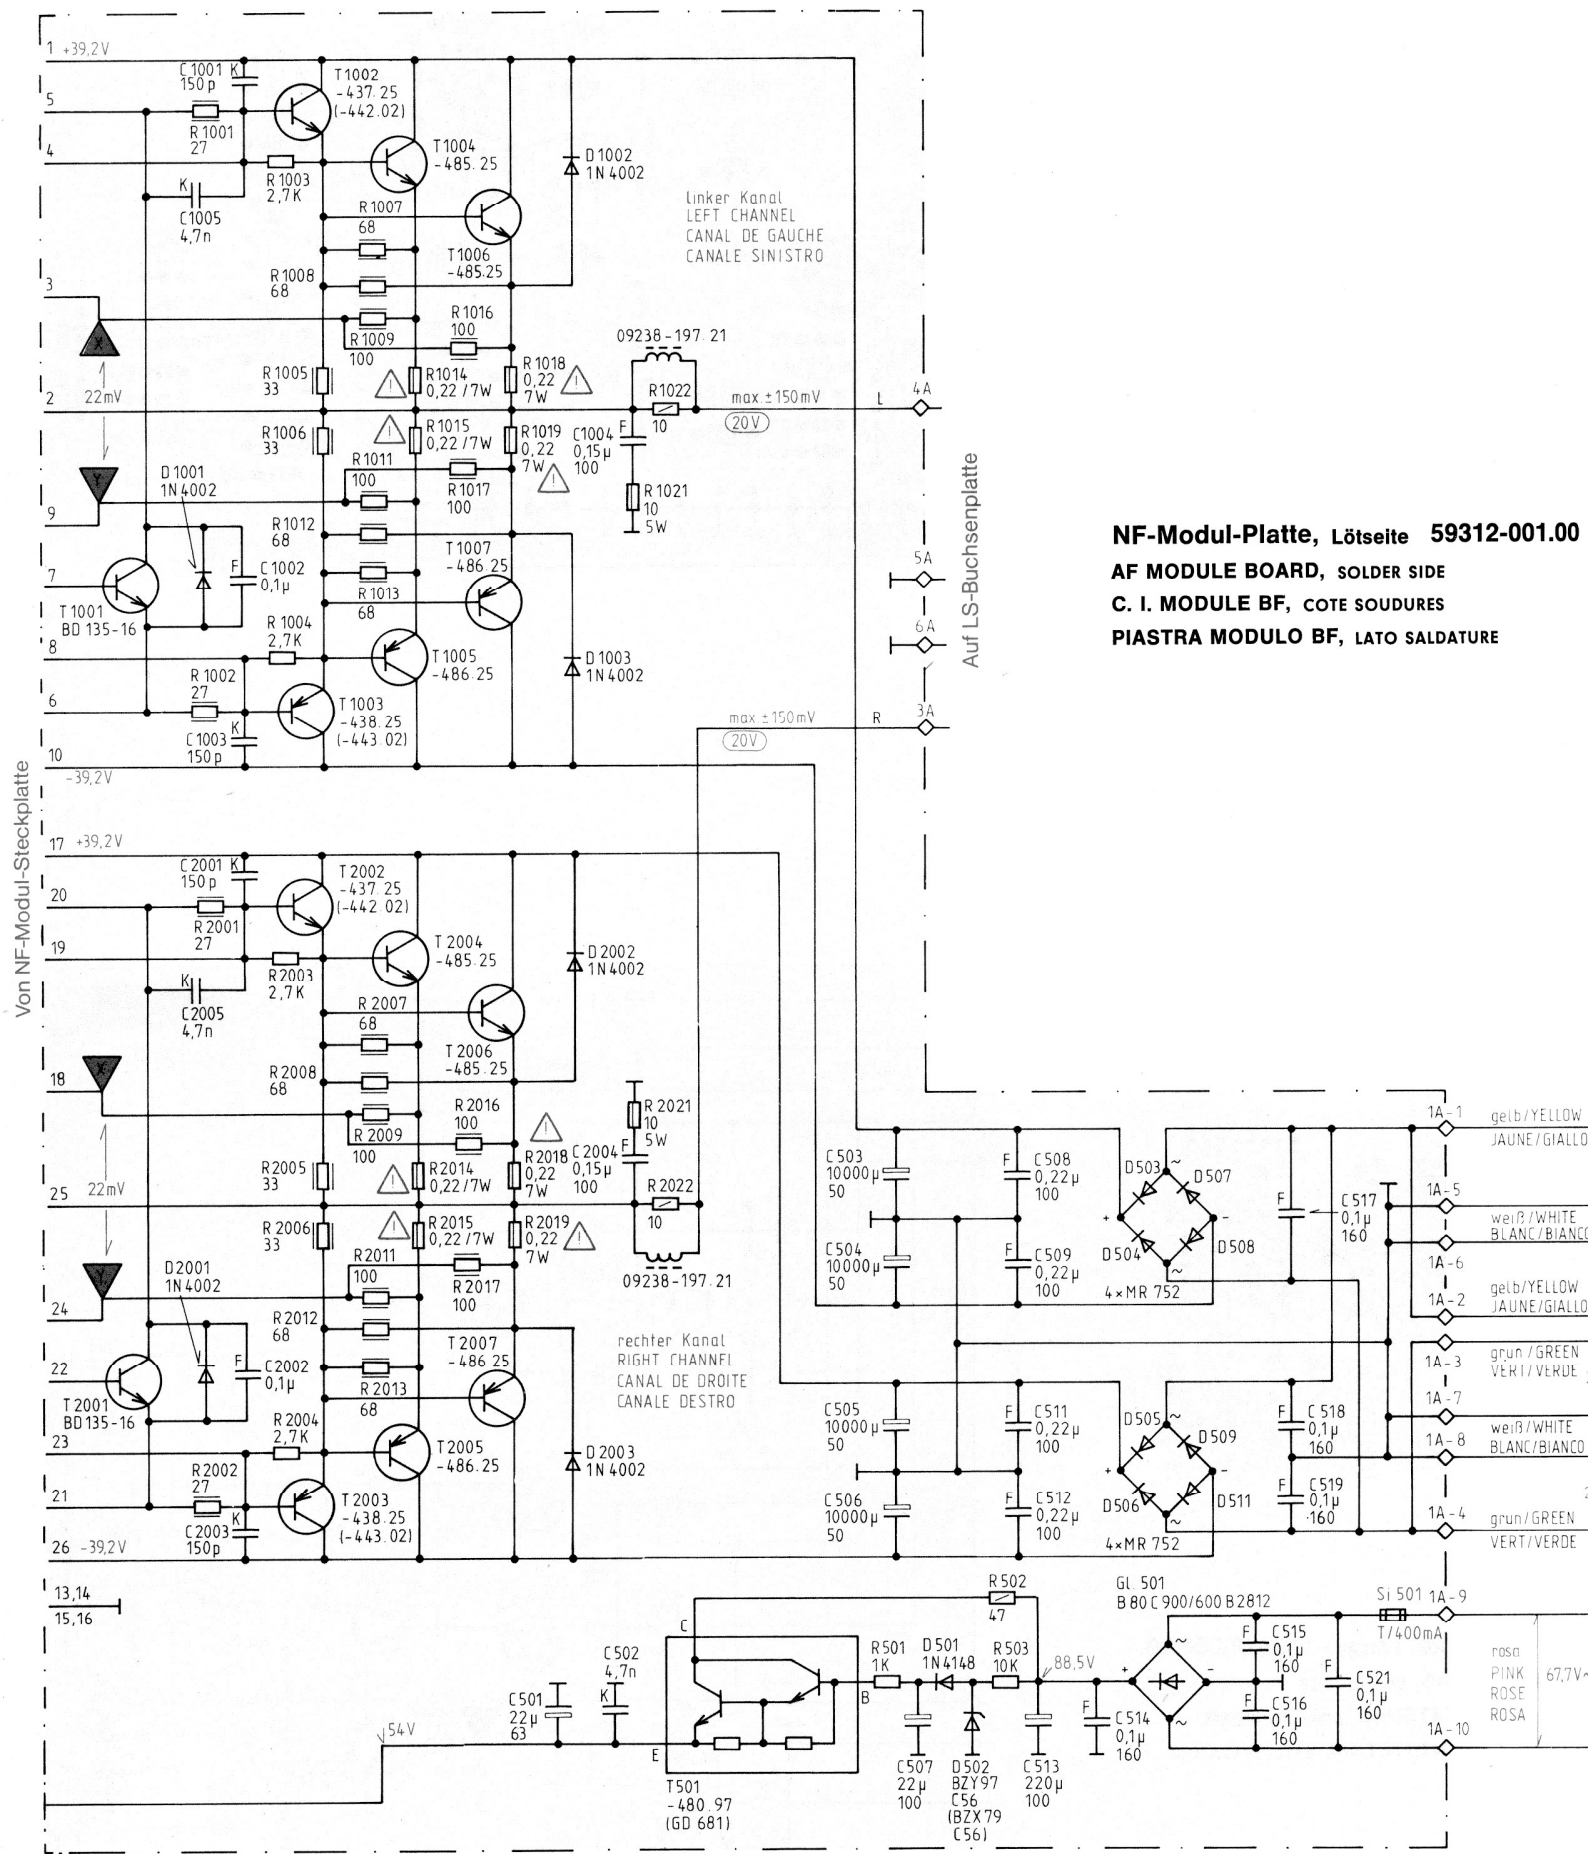 1 +39,2V
C1001 K
150p
T1002
-437.25
(-442.02)
5
R1001
27
4
T1004
-485.25
D1002
1N4002
R1003
2,7K
K
C1005
4,7n
linker Kanal
LEFT CHANNEL
CANAL DE GAUCHE
CANALE SINISTRO
R1007
68
T1006
-485.25
R1008
68
3
X
R1016
100
R1009
100
09238-197.21
R1005
33
R1014
0,22/7W
R1018
0,22
7W
R1022
10
22mV
2
max.±150mV
20V
L
4A
R1006
33
R1015
0,22/7W
R1019
0,22
7W
C1004
0,15µ
100
F
Y
D1001
1N4002
R1011
100
R1017
100
R1021
10
5W
9
R1012
68
T1007
-486.25
7
F
C1002
0,1µ
R1013
68
T1001
BD 135-16
R1004
2,7K
8
T1005
-486.25
D1003
1N4002
R1002
27
6
T1003
-438.25
(-443.02)
K
C1003
150p
10
-39,2V
max.±150mV
20V
R
3A
5A
6A
Auf LS-Buchsenplatte
NF-Modul-Platte, Lötseite 59312-001.00
AF MODULE BOARD, SOLDER SIDE
C. I. MODULE BF, COTE SOUDURES
PIASTRA MODULO BF, LATO SALDATURE
Von NF-Modul-Steckplatte
17 +39,2V
C2001 K
150p
T2002
-437.25
(-442.02)
20
R2001
27
19
T2004
-485.25
D2002
1N4002
R2003
2,7K
K
C2005
4,7n
R2007
68
T2006
-485.25
R2008
68
X
18
R2016
100
R2009
100
R2021
10
5W
R2005
33
R2014
0,22/7W
R2018
0,22
7W
C2004
0,15µ
100
F
R2022
10
22mV
25
R2006
33
R2015
0,22/7W
R2019
0,22
7W
09238-197.21
Y
D2001
1N4002
R2011
100
R2017
100
24
R2012
68
T2007
-486.25
rechter Kanal
RIGHT CHANNEL
CANAL DE DROITE
CANALE DESTRO
22
F
C2002
0,1µ
R2013
68
T2001
BD135-16
R2004
2,7K
23
T2005
-486.25
D2003
1N4002
R2002
27
21
T2003
-438.25
(-443.02)
K
C2003
150p
26 -39,2V
13,14
15,16
C503
10000µ
50
F
C508
0,22µ
100
D503
D507
+
-
~
~
D504
D508
4×MR 752
C504
10000µ
50
F
C509
0,22µ
100
F
C517
0,1µ
160
1A-1
gelb/YELLOW
JAUNE/GIALLO
1A-5
weiß/WHITE
BLANC/BIANCO
1A-6
gelb/YELLOW
1A-2
JAUNE/GIALLO
1A-3
grün/GREEN
VERT/VERDE
1A-7
weiß/WHITE
1A-8
BLANC/BIANCO
1A-4
grün/GREEN
VERT/VERDE
C505
10000µ
50
F
C511
0,22µ
100
D505
D509
+
-
~
~
D506
D511
4×MR 752
C506
10000µ
50
F
C512
0,22µ
100
F
C518
0,1µ
160
F
C519
0,1µ
160
R502
47
GL 501
B80C900/600 B2812
Si 501
T/400mA
1A-9
C
C502
4,7n
K
C501
22µ
63
54V
B
E
T501
-480.97
(GD 681)
R501
1K
D501
1N4148
R503
10K
88,5V
C507
22µ
100
D502
BZY97
C56
(BZX79
C56)
C513
220µ
100
F
C514
0,1µ
160
+
-
~
~
F
C515
0,1µ
160
F
C516
0,1µ
160
F
C521
0,1µ
160
rosa
PINK
ROSE
ROSA
67,7V~
1A-10